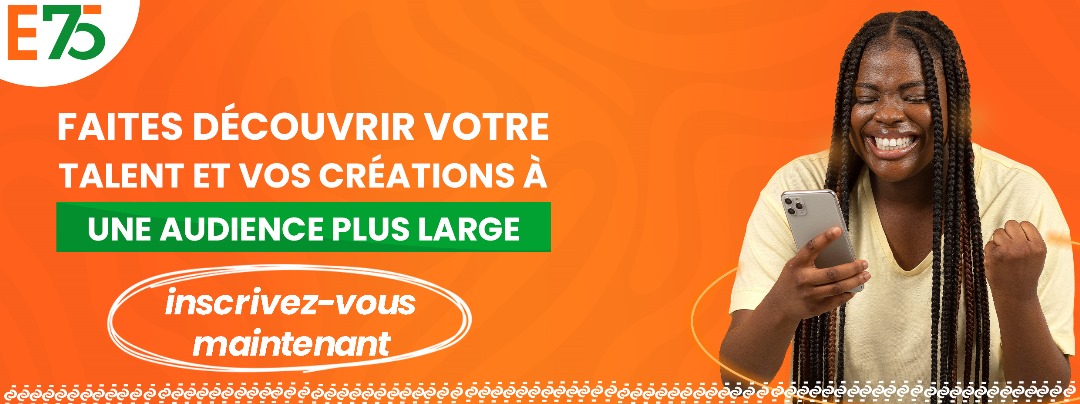 E75
FAITES DÉCOUVRIR VOTRE
TALENT ET VOS CRÉATIONS À
UNE AUDIENCE PLUS LARGE
inscrivez-vous
maintenant